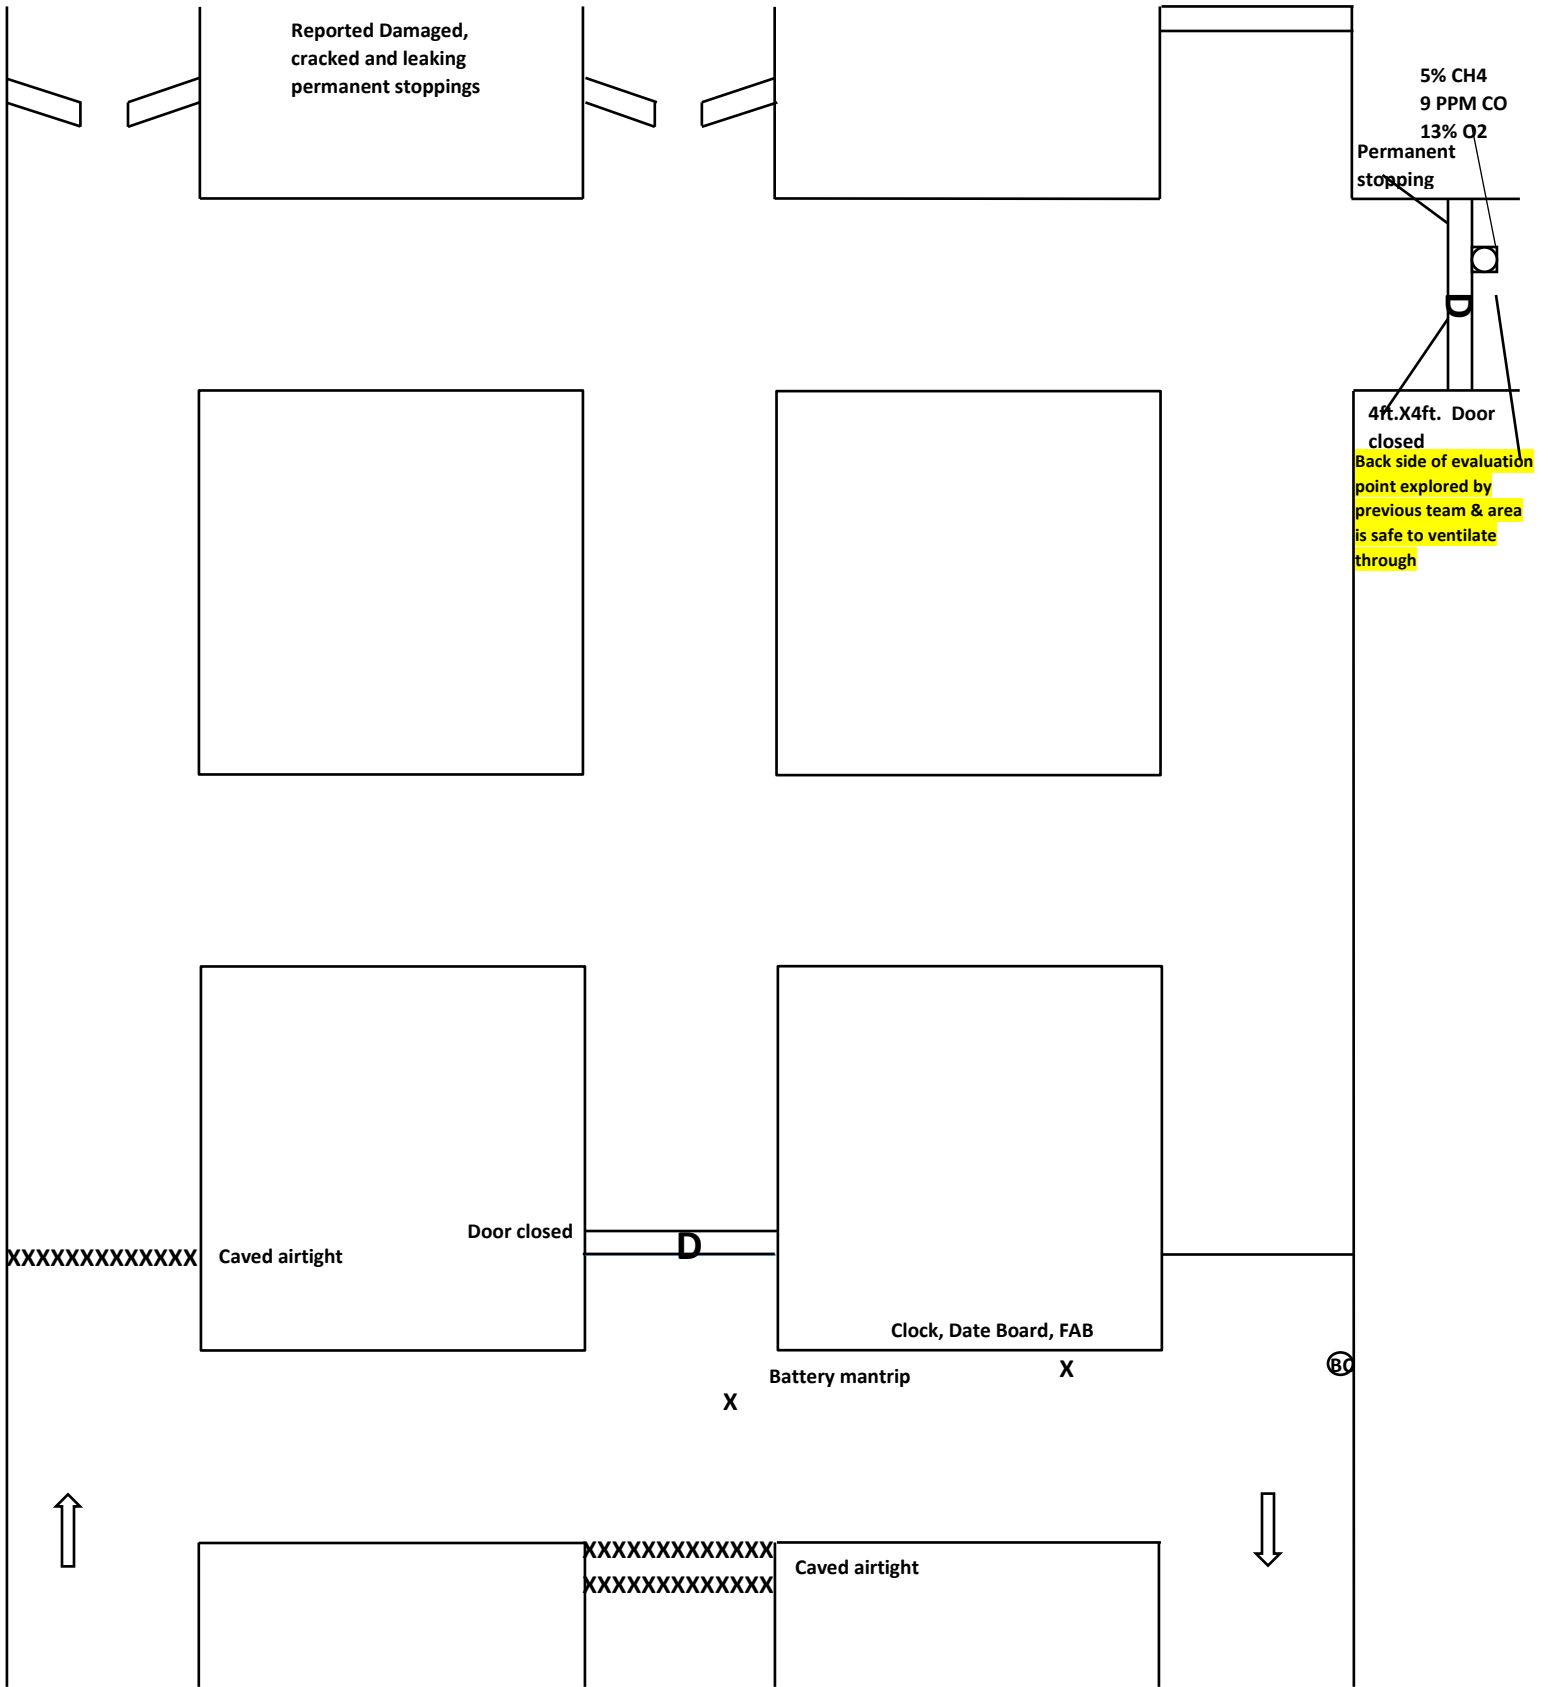 Reported Damaged,
cracked and leaking
permanent stoppings
5% CH4
9 PPM CO
13% O2
Permanent
stopping
D
4ft.X4ft. Door
closed
Back side of evaluation
point explored by
previous team & area
is safe to ventilate
through
Door closed
D
XXXXXXXXXXXXX
Caved airtight
Clock, Date Board, FAB
X
BO
Battery mantrip
X
XXXXXXXXXXXXX
Caved airtight
XXXXXXXXXXXXX